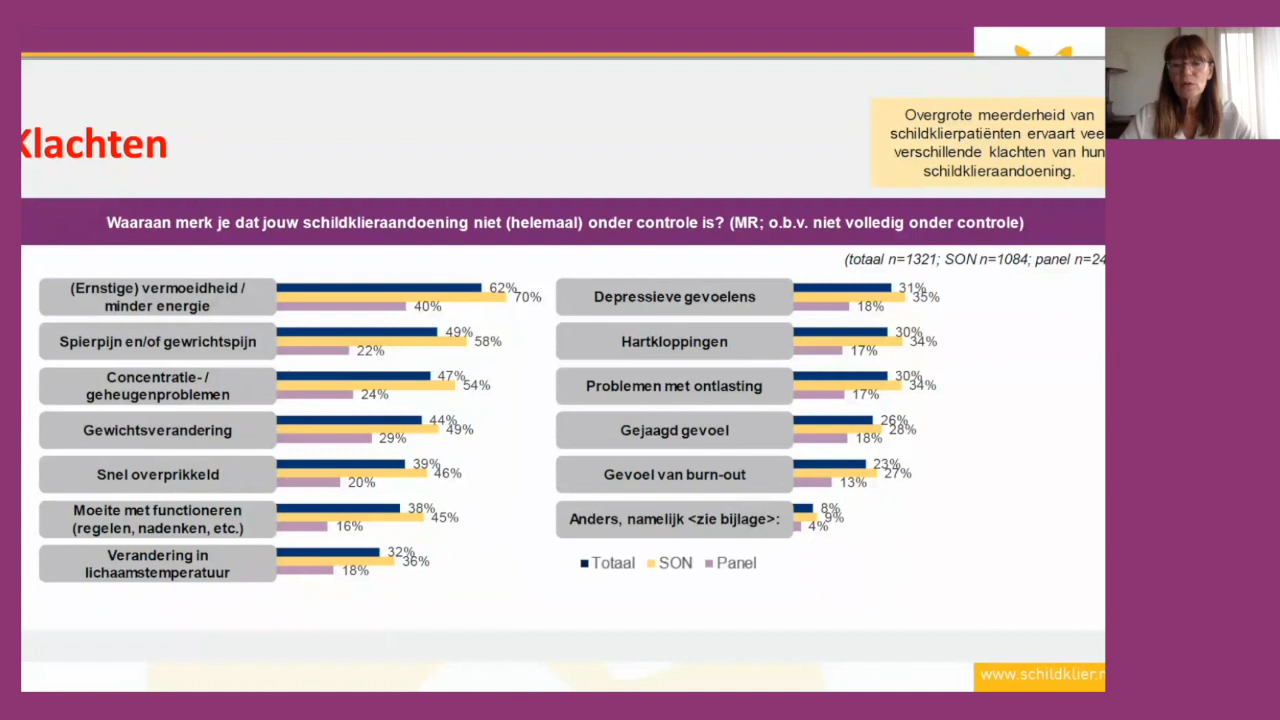 Klachten
Overgrote meerderheid van
schildklierpatiënten ervaart vee
verschillende klachten van hun
schildklieraandoening.
Waaraan merk je dat jouw schildklieraandoening niet (helemaal) onder controle is? (MR; o.b.v. niet volledig onder controle)
(totaal n=1321; SON n=1084; panel n=24
(Ernstige) vermoeidheid /
minder energie
62%
70%
40%
Spierpijn en/of gewrichtspijn
49%
58%
22%
Concentratie- /
geheugenproblemen
47%
54%
24%
Gewichtsverandering
44%
49%
29%
Snel overprikkeld
39%
46%
20%
Moeite met functioneren
(regelen, nadenken, etc.)
38%
45%
16%
Verandering in
lichaamstemperatuur
32%
36%
18%
Depressieve gevoelens
31%
35%
18%
Hartkloppingen
30%
34%
17%
Problemen met ontlasting
30%
34%
17%
Gejaagd gevoel
26%
28%
18%
Gevoel van burn-out
23%
27%
13%
Anders, namelijk <zie bijlage>:
8%
9%
4%
Totaal SON Panel
www.schildklier.n